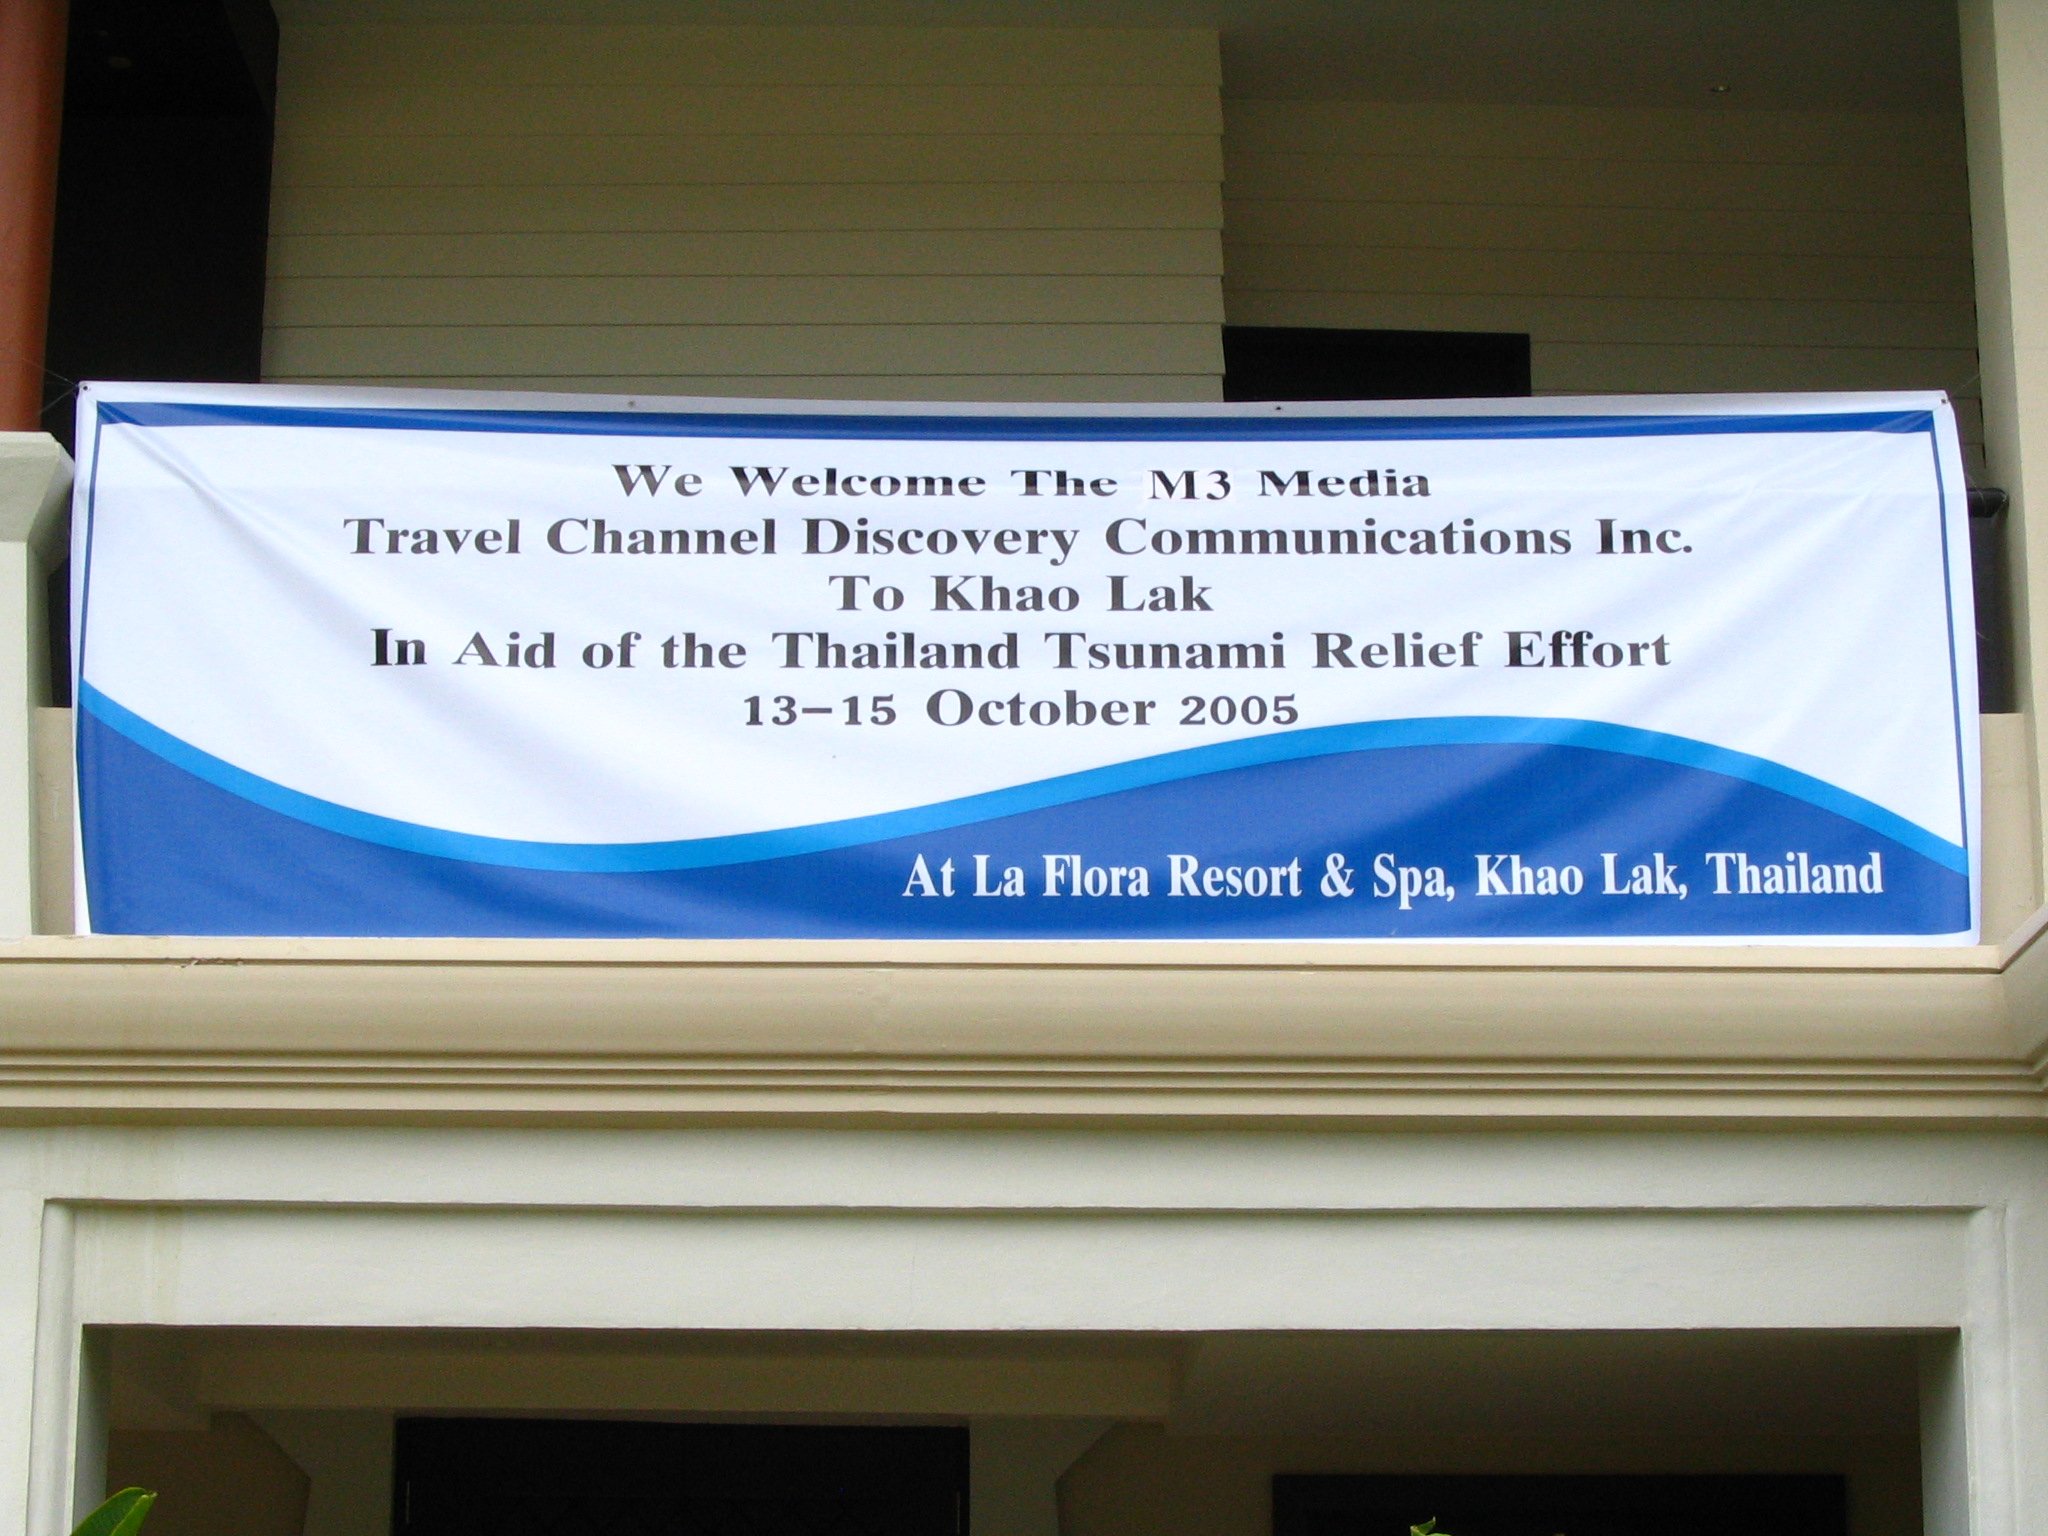 We Welcome The M3 Media
Travel Channel Discovery Communications Inc.
To Khao Lak
In Aid of the Thailand Tsunami Relief Effort
13-15 October 2005
At La Flora Resort & Spa, Khao Lak, Thailand